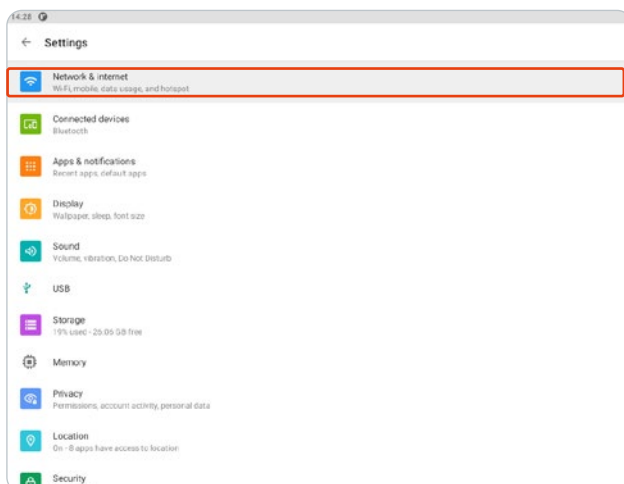 14:28
Settings
Network & internet
Wi-Fi, mobile, data usage, and hotspot
Connected devices
Bluetooth
Apps & notifications
Recent apps, default apps
Display
Wallpaper, sleep, font size
Sound
Volume, vibration, Do Not Disturb
USB
Storage
19% used - 26.06 GB free
Memory
Privacy
Permissions, account activity, personal data
Location
On - 8 apps have access to location
Security